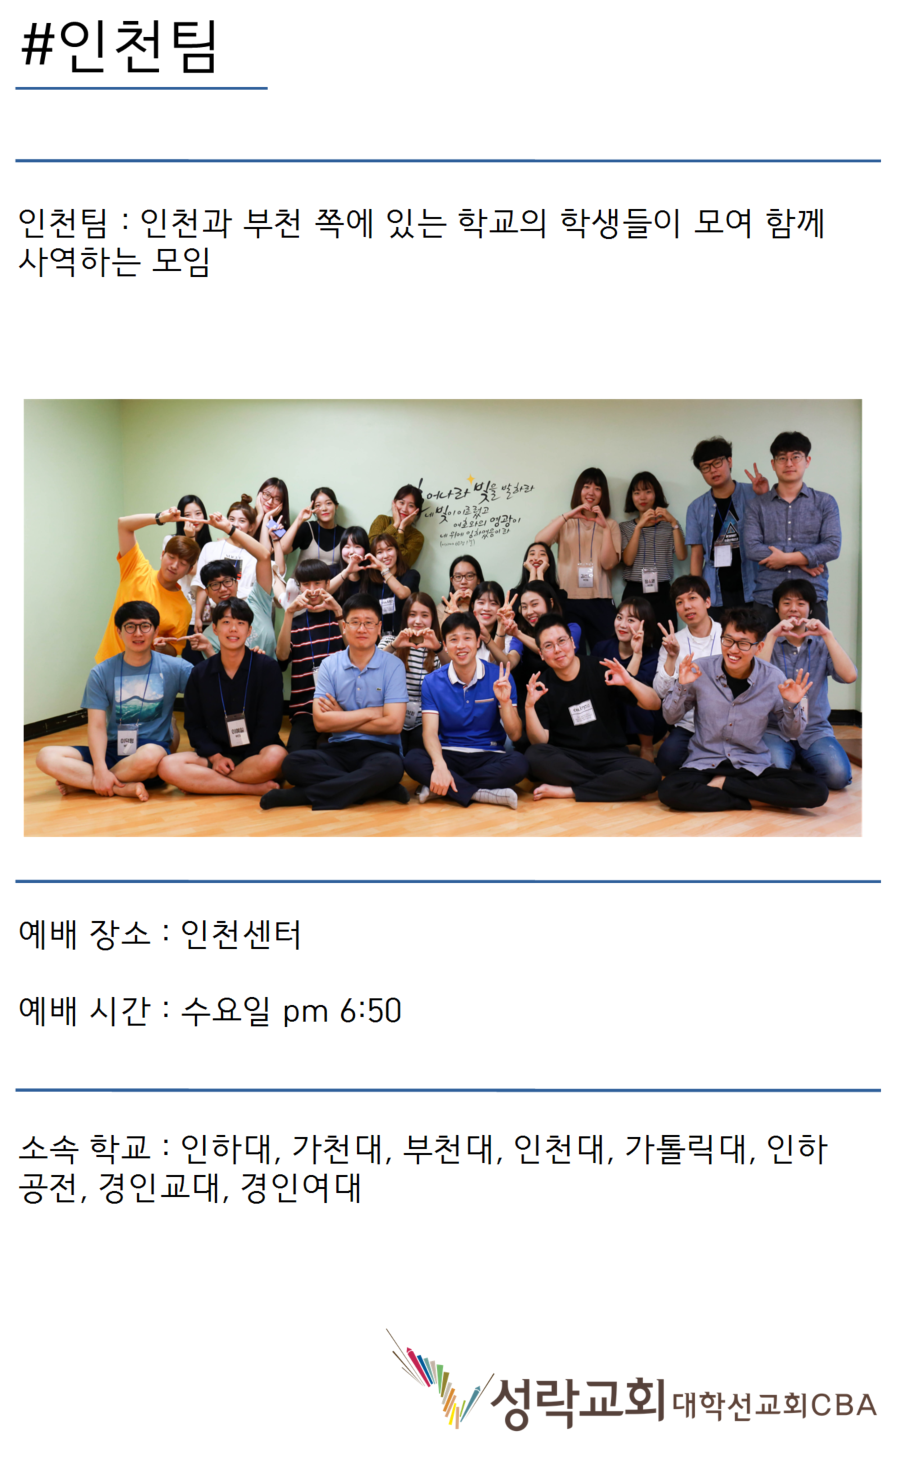 #인천팀
인천팀 : 인천과 부천 쪽에 있는 학교의 학생들이 모여 함께
사역하는 모임
어나라 빛을 발하라
네 빛이 이르렀고
여호와의 영광이
네 위에 임하였음이라
예배 장소 : 인천센터
예배 시간 : 수요일 pm 6:50
소속 학교 : 인하대, 가천대, 부천대, 인천대, 가톨릭대, 인하
공전, 경인교대, 경인여대
성락교회 대학선교회CBA